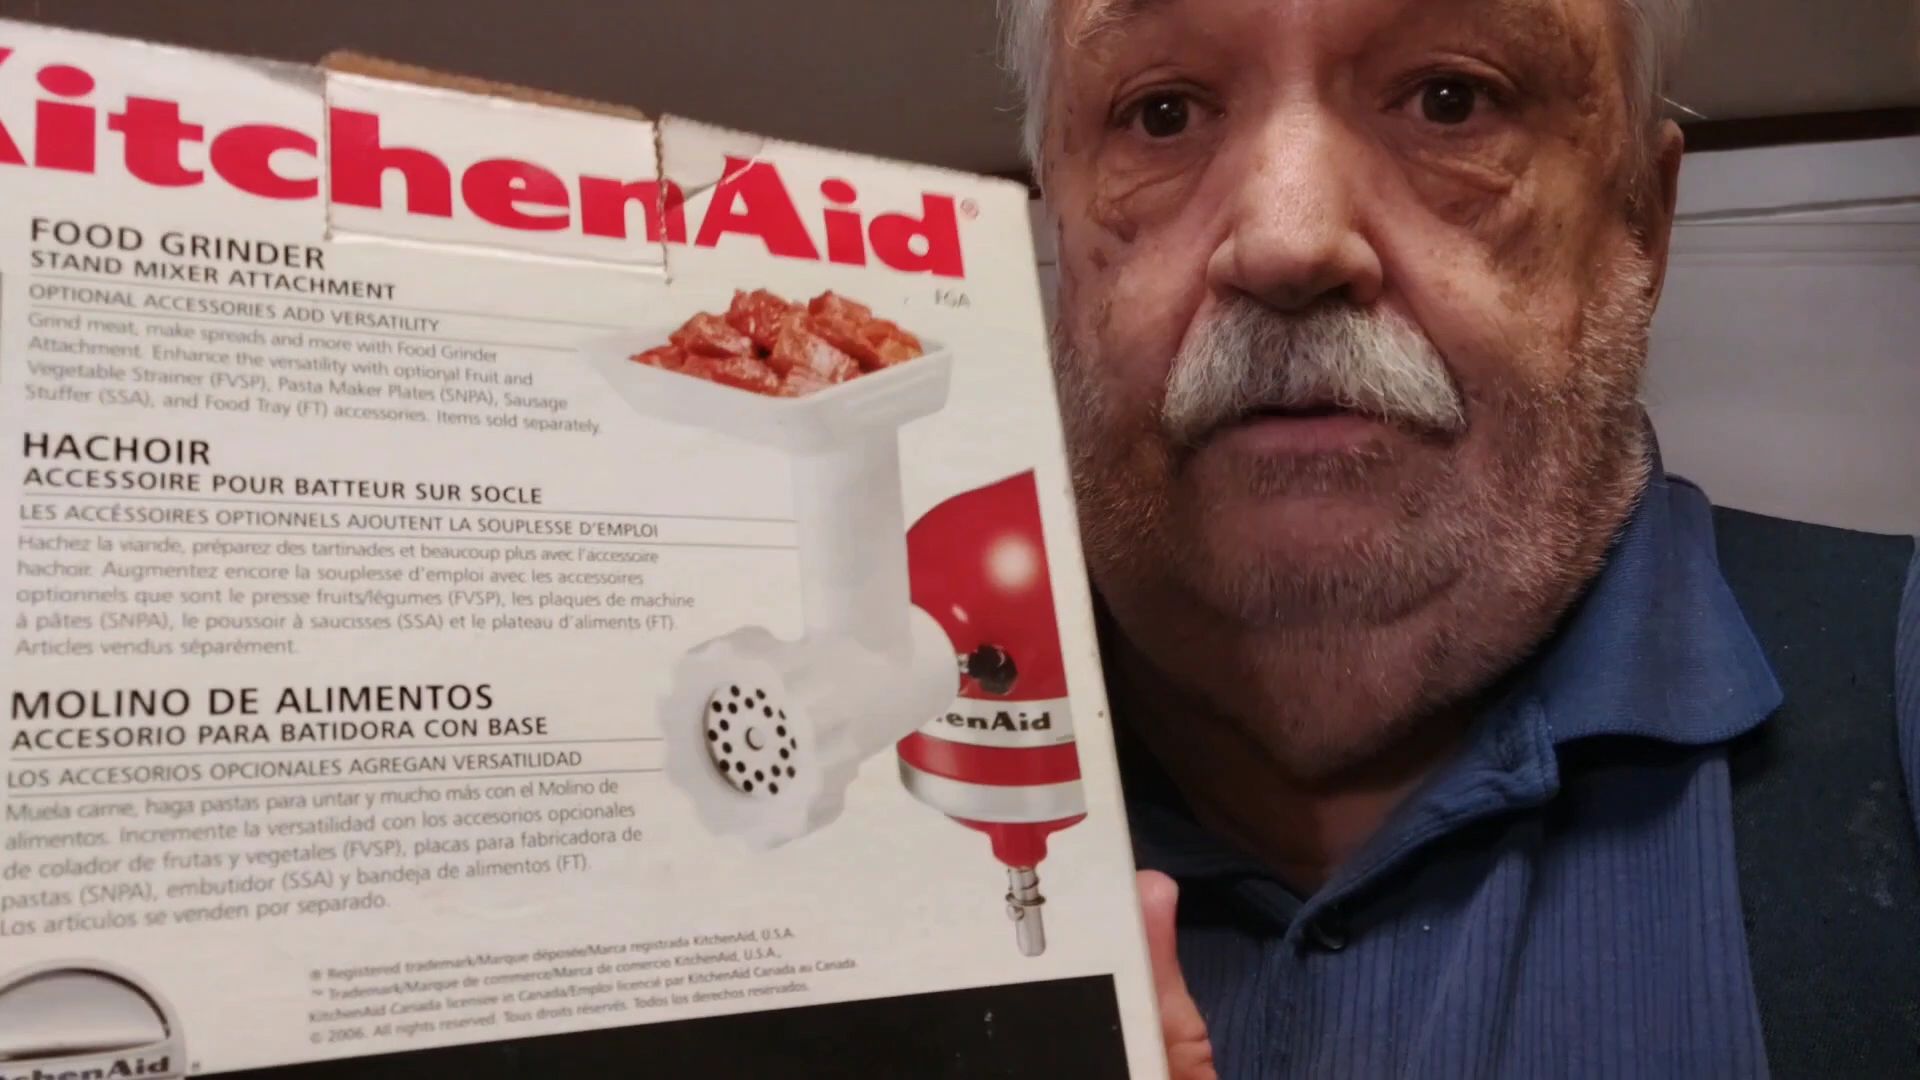 KitchenAid®
FGA
FOOD GRINDER
STAND MIXER ATTACHMENT
OPTIONAL ACCESSORIES ADD VERSATILITY
Grind meat, make spreads and more with Food Grinder
Attachment. Enhance the versatility with optional Fruit and
Vegetable Strainer (FVSP), Pasta Maker Plates (SNPA), Sausage
Stuffer (SSA), and Food Tray (FT) accessories. Items sold separately.
HACHOIR
ACCESSOIRE POUR BATTEUR SUR SOCLE
LES ACCÉSSOIRES OPTIONNELS AJOUTENT LA SOUPLESSE D'EMPLOI
Hachez la viande, préparez des tartinades et beaucoup plus avec l'accessoire
hachoir. Augmentez encore la souplesse d'emploi avec les accessoires
optionnels que sont le presse fruits/légumes (FVSP), les plaques de machine
à pâtes (SNPA), le poussoir à saucisses (SSA) et le plateau d'aliments (FT).
Articles vendus séparément.
MOLINO DE ALIMENTOS
ACCESORIO PARA BATIDORA CON BASE
LOS ACCESORIOS OPCIONALES AGREGAN VERSATILIDAD
Muela carne, haga pastas para untar y mucho más con el Molino de
alimentos. Incremente la versatilidad con los accesorios opcionales
de colador de frutas y vegetales (FVSP), placas para fabricadora de
pastas (SNPA), embutidor (SSA) y bandeja de alimentos (FT).
Los artículos se venden por separado.
enAid
® Registered trademark/Marque déposée/Marca registrada KitchenAid, U.S.A.
™ Trademark/Marque de commerce/Marca de comercio KitchenAid, U.S.A.,
KitchenAid Canada licensee in Canada/Emploi licencié par KitchenAid Canada au Canada.
© 2006. All rights reserved. Tous droits réservés. Todos los derechos reservados.
chenAid ®